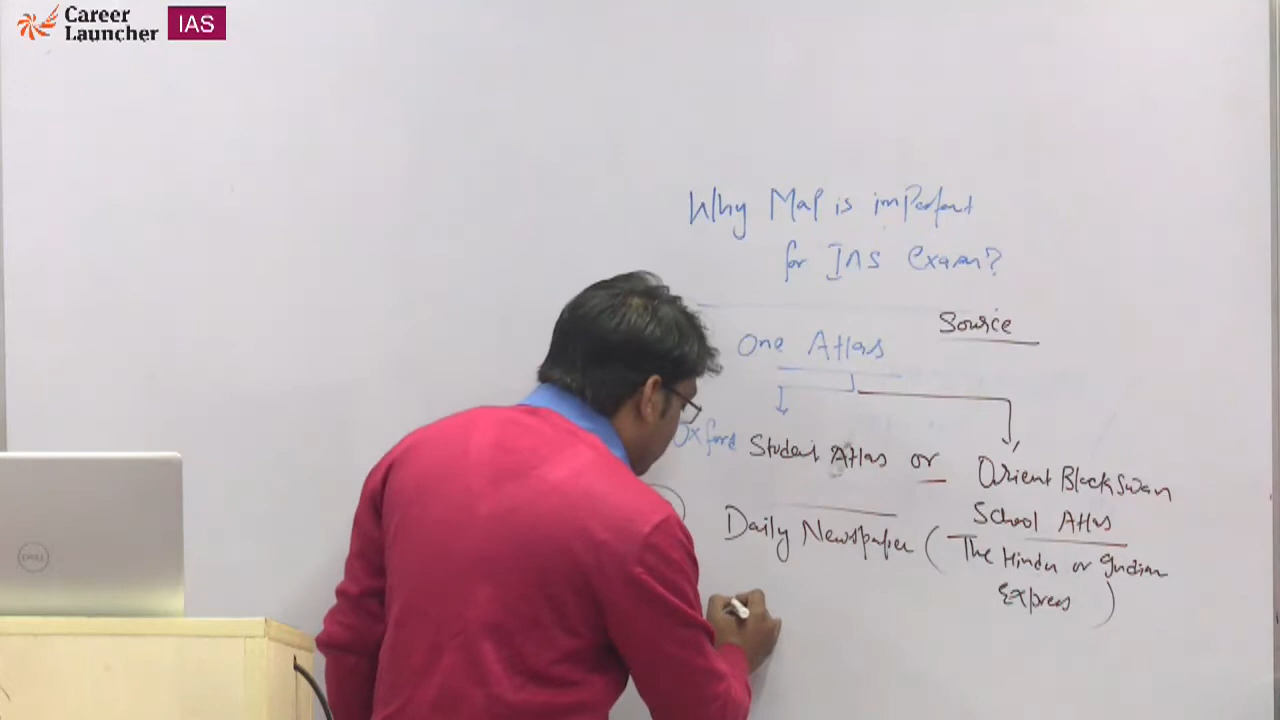 Career
Launcher
IAS
Why Map is important
for IAS exam?
Source
One Atlas
Oxford Student Atlas or Orient BlackSwan
School Atlas
Daily Newspaper (The Hindu or Indian
Express)
DELL